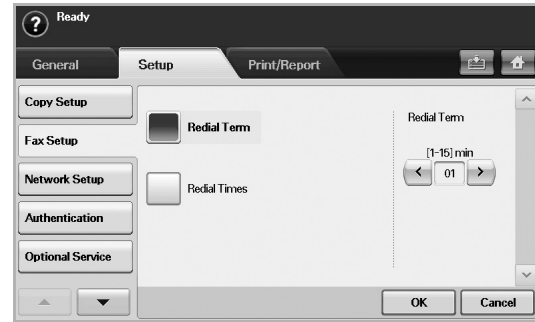 ? Ready
General Setup Print/Report
Copy Setup
Fax Setup
Network Setup
Authentication
Optional Service
Redial Term
Redial Times
Redial Term
[1-15] min
< 01 >
OK Cancel